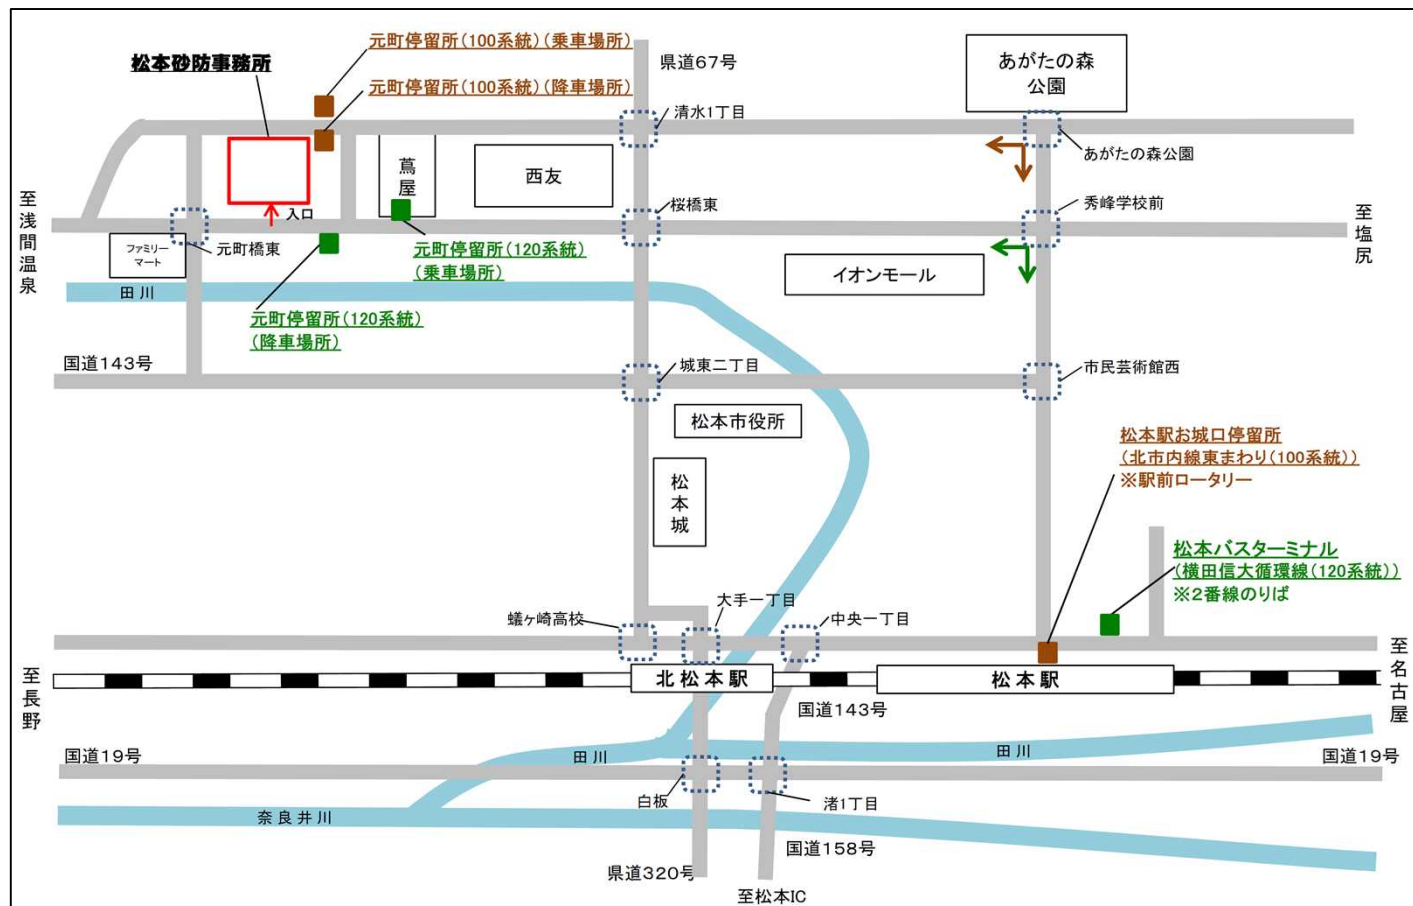 元町停留所(100系統)(乗車場所)
松本砂防事務所
元町停留所(100系統)(降車場所)
県道67号
あがたの森
公園
清水1丁目
あがたの森公園
蔦屋
西友
至浅間温泉
入口
桜橋東
秀峰学校前
至塩尻
ファミリー
マート
元町橋東
元町停留所(120系統)
(乗車場所)
イオンモール
田川
元町停留所(120系統)
(降車場所)
国道143号
城東二丁目
市民芸術館西
松本市役所
松本駅お城口停留所
(北市内線東まわり(100系統))
※駅前ロータリー
松本城
松本バスターミナル
(横田信大循環線(120系統))
※2番線のりば
蟻ヶ崎高校
大手一丁目
中央一丁目
至長野
北松本駅
松本駅
至名古屋
国道143号
国道19号
田川
田川
国道19号
白板
渚1丁目
奈良井川
国道158号
県道320号
至松本IC